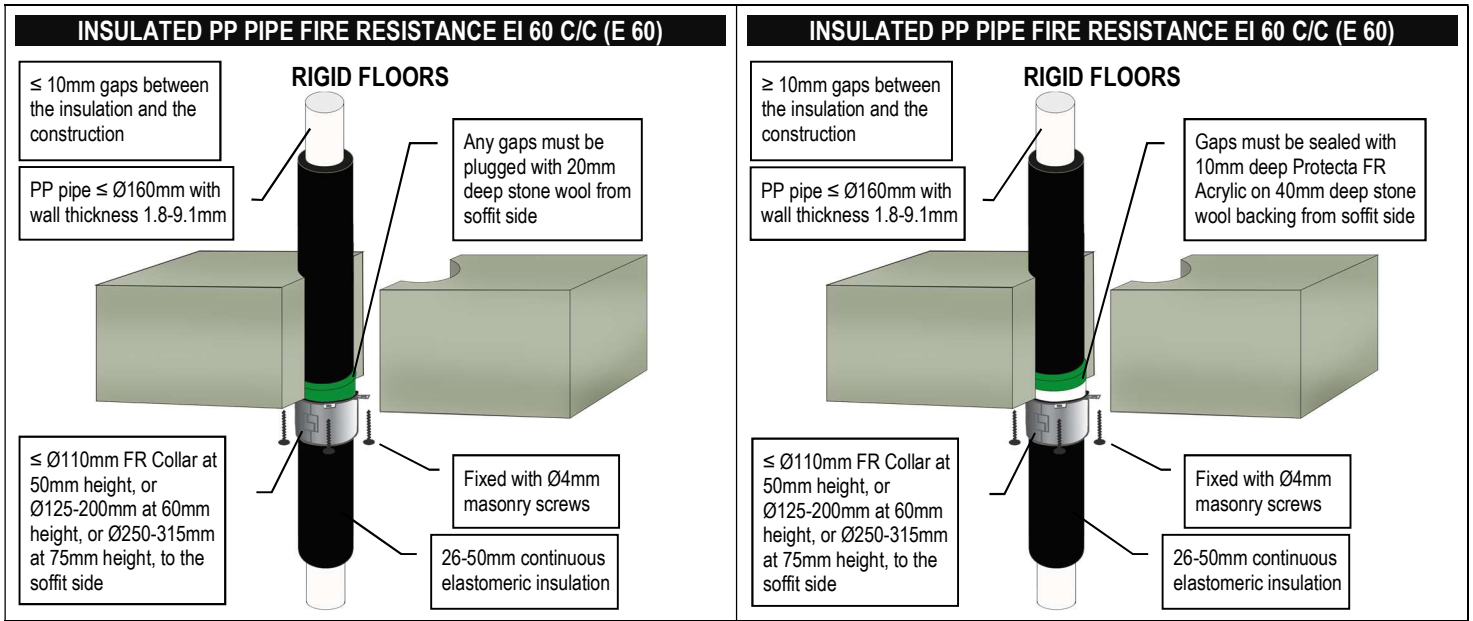 INSULATED PP PIPE FIRE RESISTANCE EI 60 C/C (E 60)
RIGID FLOORS
≤ 10mm gaps between
the insulation and the
construction
PP pipe ≤ Ø160mm with
wall thickness 1.8-9.1mm
Any gaps must be
plugged with 20mm
deep stone wool from
soffit side
≤ Ø110mm FR Collar at
50mm height, or
Ø125-200mm at 60mm
height, or Ø250-315mm
at 75mm height, to the
soffit side
Fixed with Ø4mm
masonry screws
26-50mm continuous
elastomeric insulation
INSULATED PP PIPE FIRE RESISTANCE EI 60 C/C (E 60)
RIGID FLOORS
≥ 10mm gaps between
the insulation and the
construction
PP pipe ≤ Ø160mm with
wall thickness 1.8-9.1mm
Gaps must be sealed with
10mm deep Protecta FR
Acrylic on 40mm deep stone
wool backing from soffit side
≤ Ø110mm FR Collar at
50mm height, or
Ø125-200mm at 60mm
height, or Ø250-315mm
at 75mm height, to the
soffit side
Fixed with Ø4mm
masonry screws
26-50mm continuous
elastomeric insulation